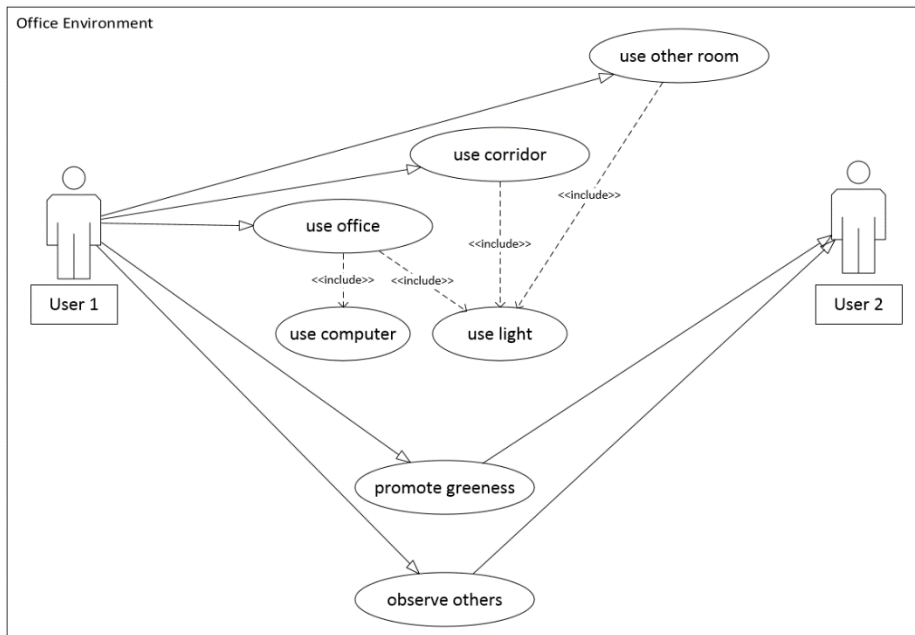 Office Environment
use other room
use corridor
<<include>>
use office
<<include>>
<<include>>
<<include>>
User 1
User 2
use computer
use light
promote greeness
observe others